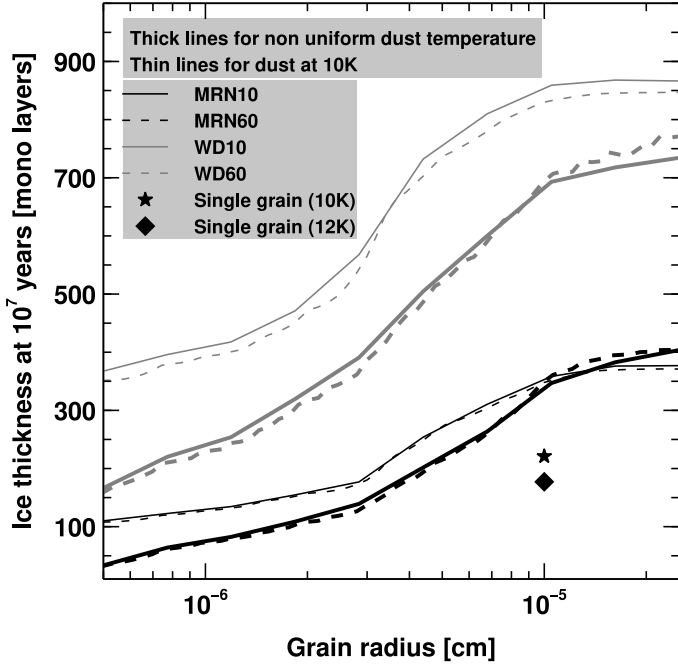 Thick lines for non uniform dust temperature
Thin lines for dust at 10K
MRN10
MRN60
WD10
WD60
Single grain (10K)
Single grain (12K)
900
700
500
300
100
Ice thickness at 10⁷ years [mono layers]
10⁻⁶
10⁻⁵
Grain radius [cm]